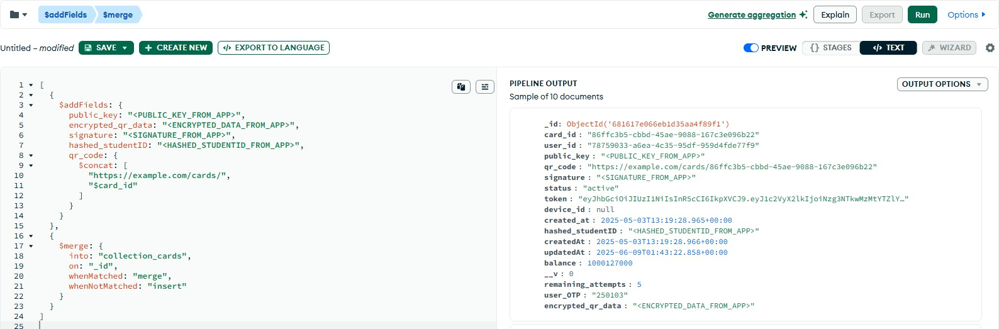 $addFields $merge Generate aggregation Explain Export Run Options
Untitled – modified SAVE CREATE NEW </> EXPORT TO LANGUAGE PREVIEW {} STAGES </> TEXT WIZARD
1 [
2 {
3 $addFields: {
4 public_key: "<PUBLIC_KEY_FROM_APP>",
5 encrypted_qr_data: "<ENCRYPTED_DATA_FROM_APP>",
6 signature: "<SIGNATURE_FROM_APP>",
7 hashed_studentID: "<HASHED_STUDENTID_FROM_APP>",
8 qr_code: {
9 $concat: [
10 "https://example.com/cards/",
11 "$card_id"
12 ]
13 }
14 }
15 },
16 {
17 $merge: {
18 into: "collection_cards",
19 on: "_id",
20 whenMatched: "merge",
21 whenNotMatched: "insert"
22 }
23 }
24 ]
25
PIPELINE OUTPUT OUTPUT OPTIONS
Sample of 10 documents
_id: ObjectId('681617e066eb1d35aa4f89f1')
card_id : "86ffc3b5-cbbd-45ae-9088-167c3e096b22"
user_id : "78759033-a6ea-4c35-95df-959d4fde77f9"
public_key : "<PUBLIC_KEY_FROM_APP>"
qr_code : "https://example.com/cards/86ffc3b5-cbbd-45ae-9088-167c3e096b22"
signature : "<SIGNATURE_FROM_APP>"
status : "active"
token : "eyJhbGciOiJIUzI1NiIsInR5cCI6IkpXVCJ9.eyJ1c2VyX2lkIjoiNzg3NTkwMzMtYTZlY…"
device_id : null
created_at : 2025-05-03T13:19:28.965+00:00
hashed_studentID : "<HASHED_STUDENTID_FROM_APP>"
createdAt : 2025-05-03T13:19:28.966+00:00
updatedAt : 2025-06-09T01:43:22.858+00:00
balance : 1000127000
__v : 0
remaining_attempts : 5
user_OTP : "250103"
encrypted_qr_data : "<ENCRYPTED_DATA_FROM_APP>"